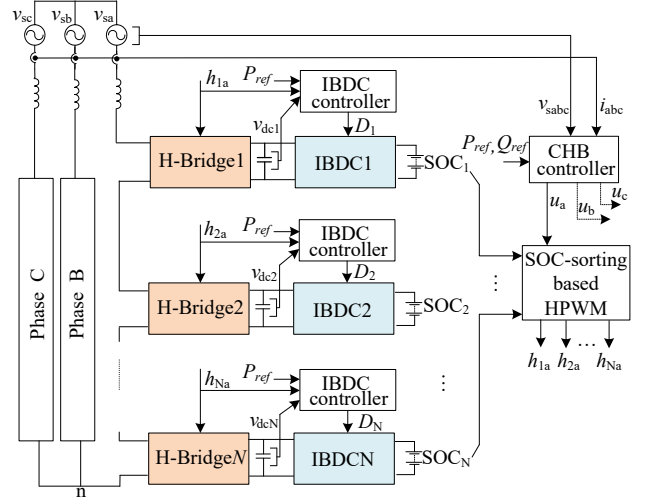 v_sc v_sb v_sa
h_1a P_ref IBDC controller
v_dc1 D_1
H-Bridge1 IBDC1 SOC_1
v_sabc i_abc
P_ref, Q_ref CHB controller
u_a u_b u_c
h_2a P_ref IBDC controller
v_dc2 D_2
H-Bridge2 IBDC2 SOC_2
⋮
SOC-sorting based HPWM
h_1a h_2a … h_Na
Phase C Phase B
h_Na P_ref IBDC controller
⋮
v_dcN D_N
H-BridgeN IBDCN SOC_N
n